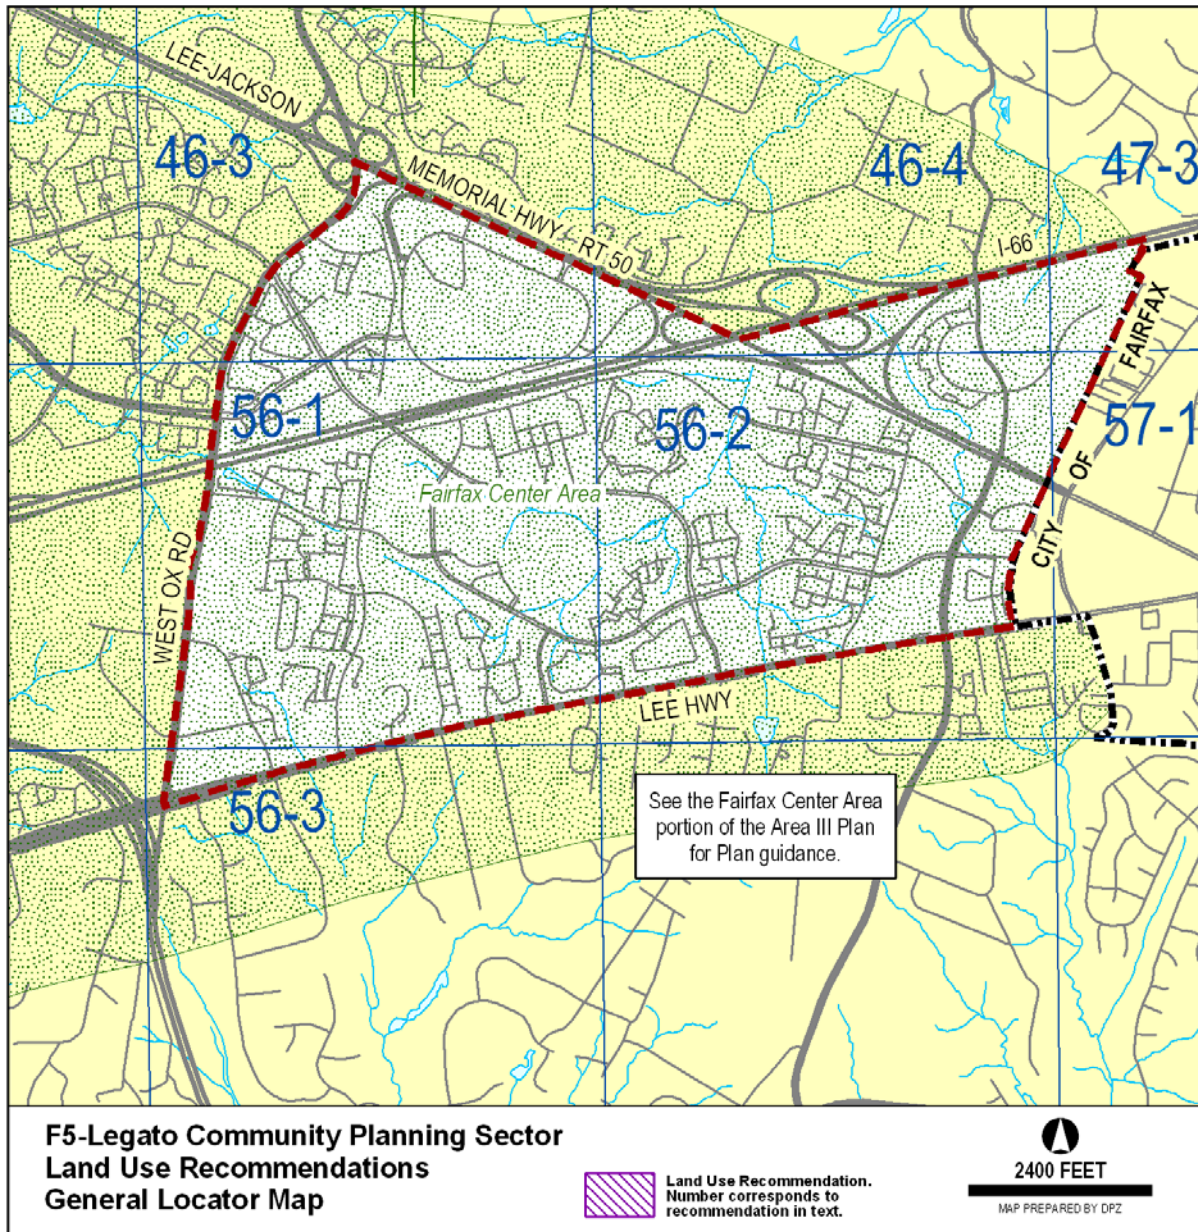 LEE-JACKSON
MEMORIAL HWY - RT 50
46-3
46-4
47-3
I-66
CITY OF FAIRFAX
56-1
56-2
57-1
Fairfax Center Area
WEST OX RD
LEE HWY
56-3
See the Fairfax Center Area
portion of the Area III Plan
for Plan guidance.
F5-Legato Community Planning Sector
Land Use Recommendations
General Locator Map
Land Use Recommendation.
Number corresponds to
recommendation in text.
2400 FEET
MAP PREPARED BY DPZ